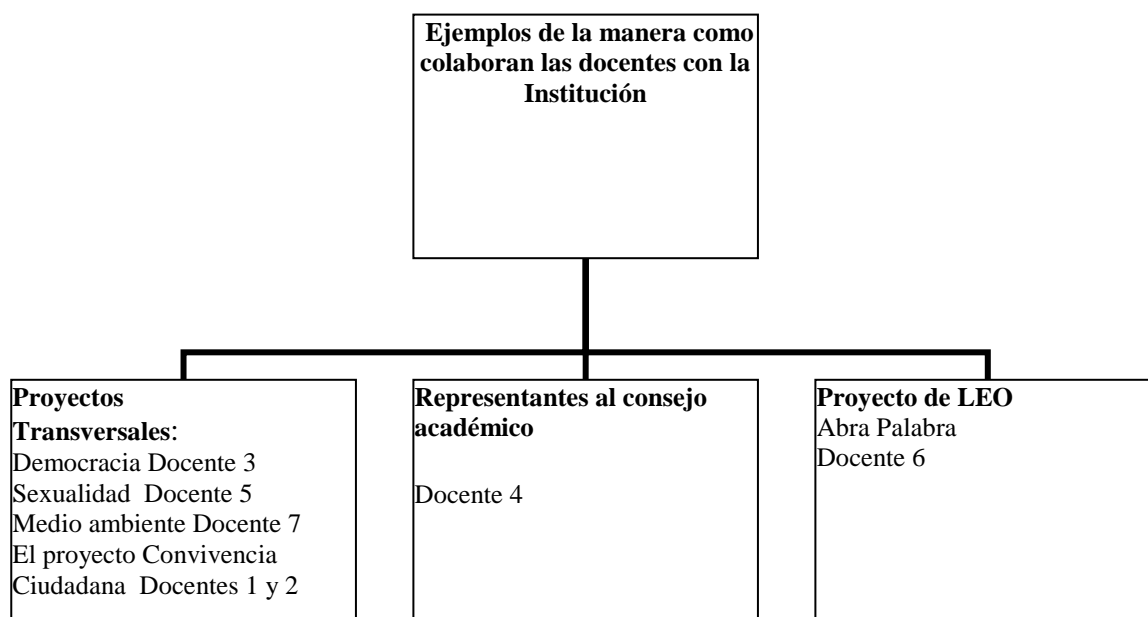 Ejemplos de la manera como
colaboran las docentes con la
Institución
Proyectos
Transversales:
Democracia Docente 3
Sexualidad  Docente 5
Medio ambiente Docente 7
El proyecto Convivencia
Ciudadana  Docentes 1 y 2
Representantes al consejo
académico
Docente 4
Proyecto de LEO
Abra Palabra
Docente 6